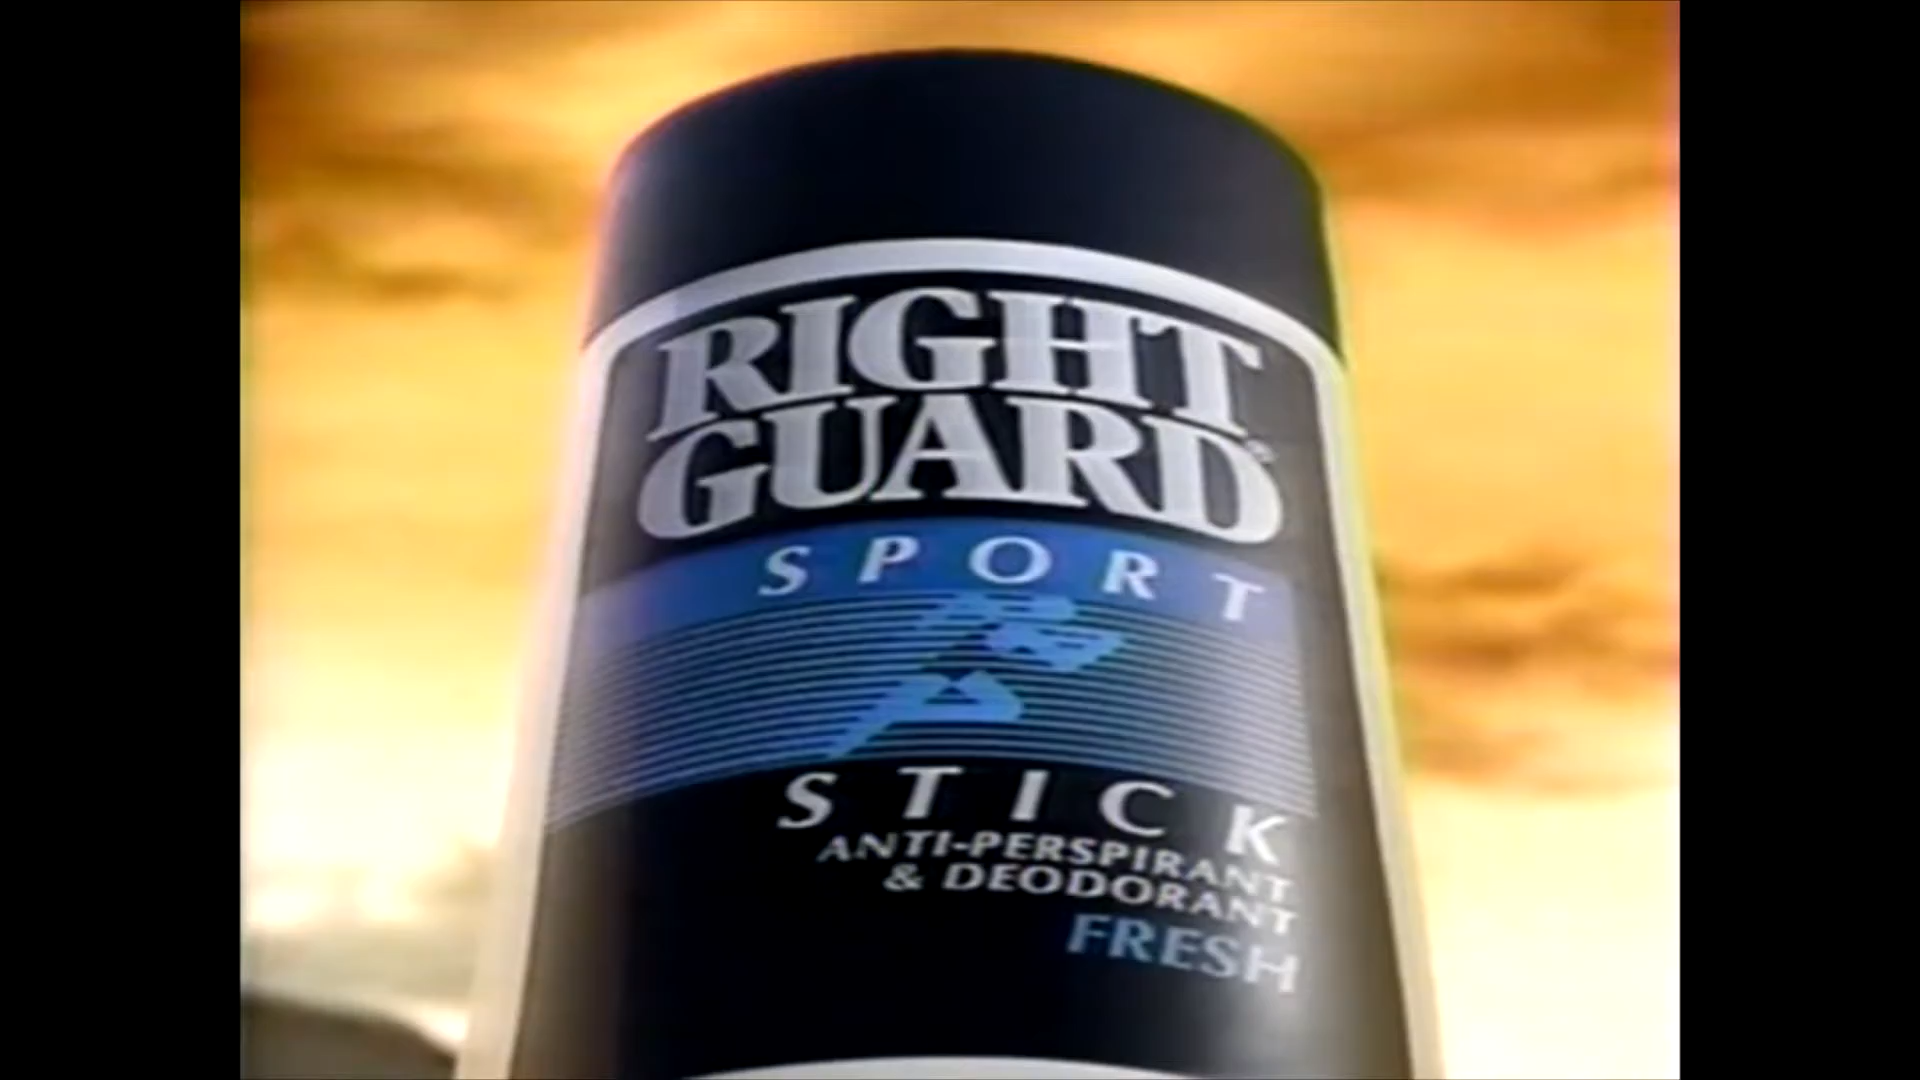 RIGHT
GUARD
SPORT
STICK
ANTI-PERSPIRANT
& DEODORANT
FRESH